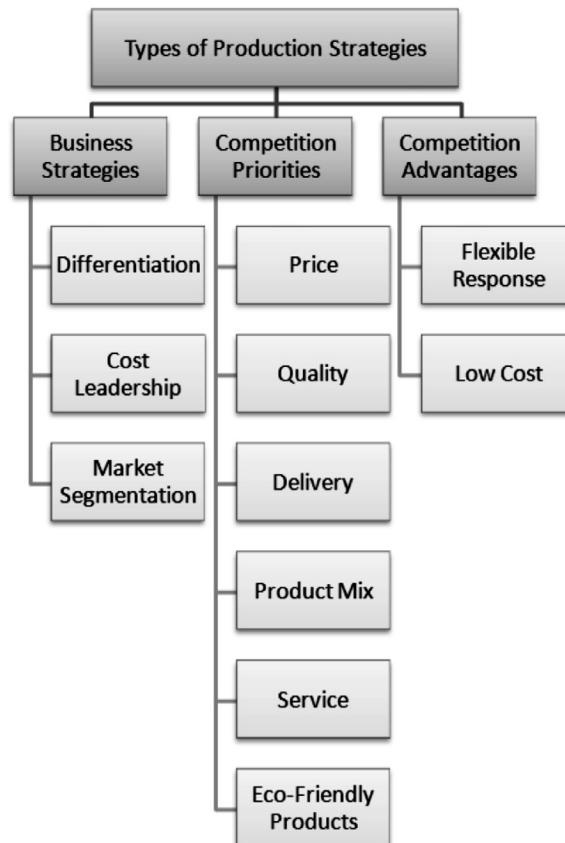 Types of Production Strategies
Business
Strategies
Differentiation
Cost
Leadership
Market
Segmentation
Competition
Priorities
Price
Quality
Delivery
Product Mix
Service
Eco-Friendly
Products
Competition
Advantages
Flexible
Response
Low Cost